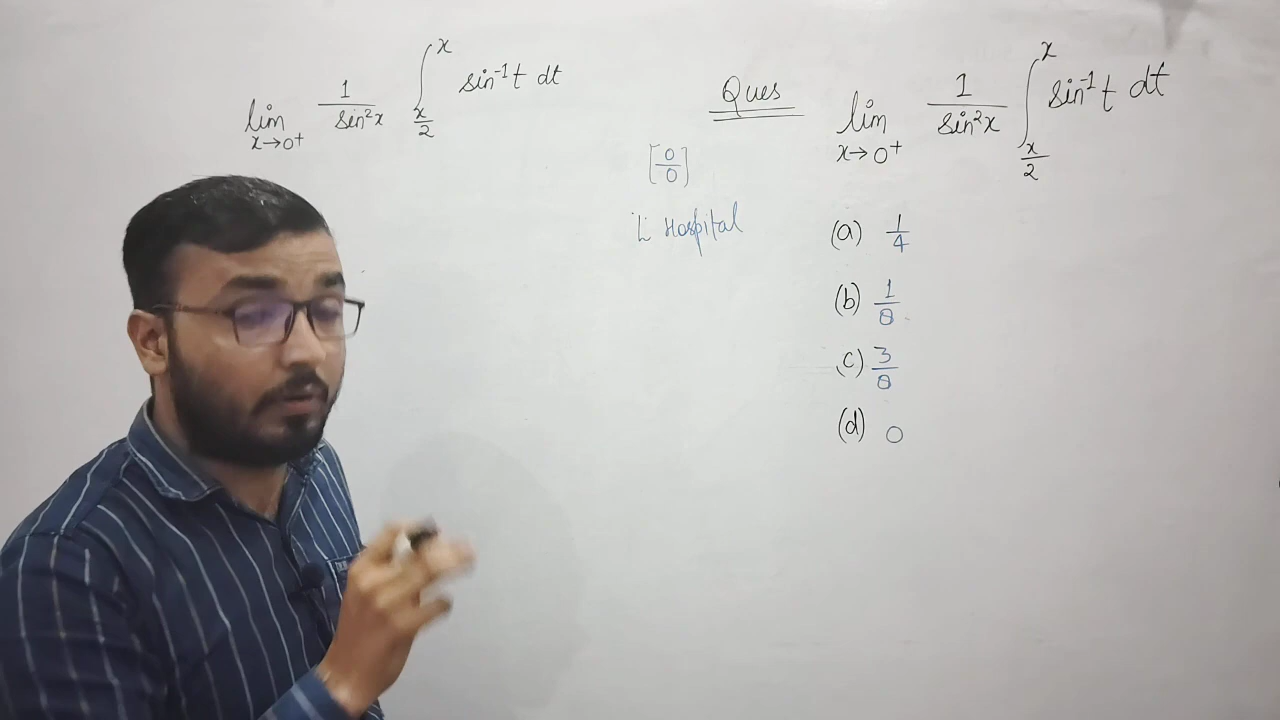 lim x→0⁺ 1/sin²x ∫_{x/2}^{x} sin⁻¹t dt
Ques lim x→0⁺ 1/sin²x ∫_{x/2}^{x} sin⁻¹t dt
[0/0]
L' Hospital
(a) 1/4
(b) 1/8
(c) 3/8
(d) 0